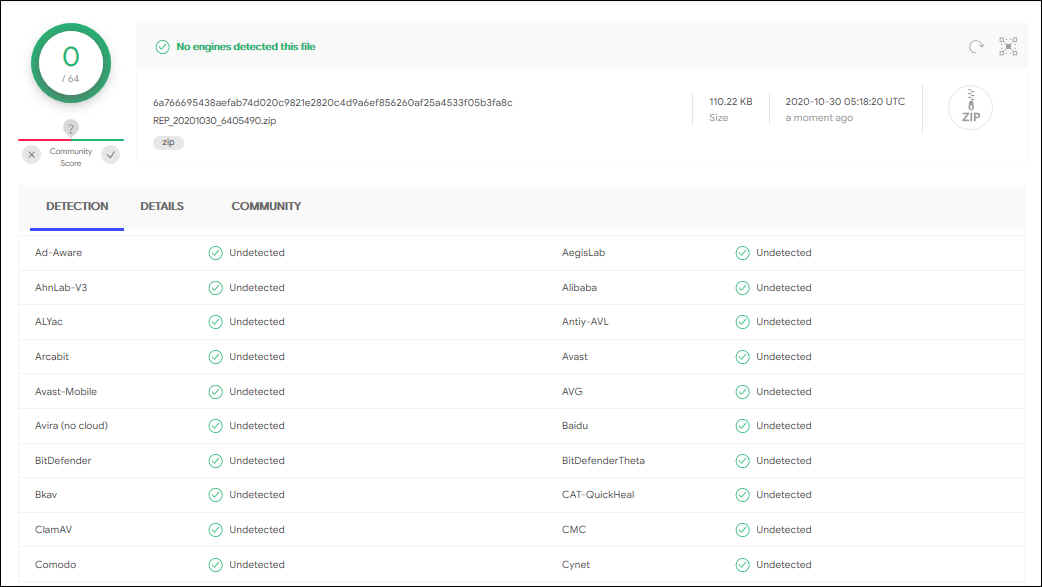 0
/ 64
?
Community
Score
No engines detected this file
6a766695438aefab74d020c9821e2820c4d9a6ef856260af25a4533f05b3fa8c
REP_20201030_6405490.zip
zip
110.22 KB
Size
2020-10-30 05:18:20 UTC
a moment ago
ZIP
DETECTION DETAILS COMMUNITY
Ad-Aware Undetected AegisLab Undetected
AhnLab-V3 Undetected Alibaba Undetected
ALYac Undetected Antiy-AVL Undetected
Arcabit Undetected Avast Undetected
Avast-Mobile Undetected AVG Undetected
Avira (no cloud) Undetected Baidu Undetected
BitDefender Undetected BitDefenderTheta Undetected
Bkav Undetected CAT-QuickHeal Undetected
ClamAV Undetected CMC Undetected
Comodo Undetected Cynet Undetected